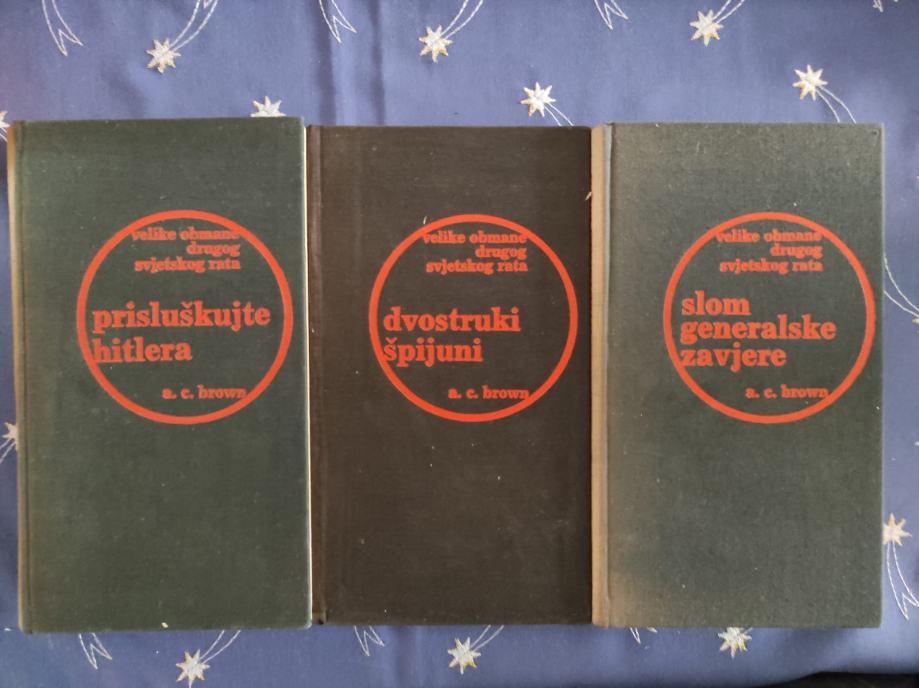 velike obmane
drugog
svjetskog rata
prisluškujte
hitlera
a. c. brown
velike obmane
drugog
svjetskog rata
dvostruki
špijuni
a. c. brown
velike obmane
drugog
svjetskog rata
slom
generalske
zavjere
a. c. brown